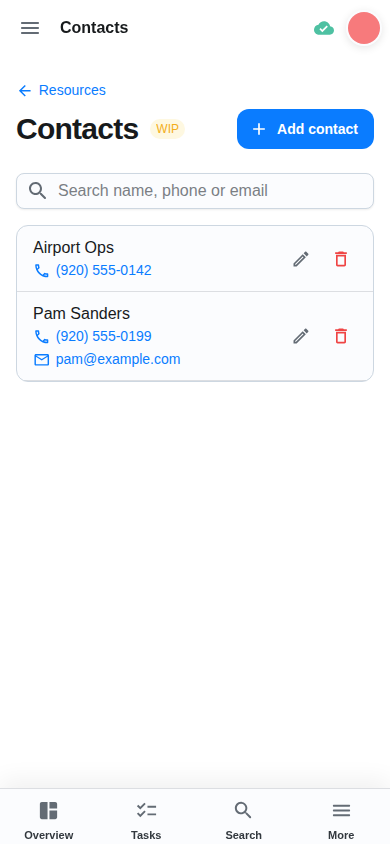 Contacts
Resources
Contacts WIP
Add contact
Search name, phone or email
Airport Ops
(920) 555-0142
Pam Sanders
(920) 555-0199
pam@example.com
Overview Tasks Search More